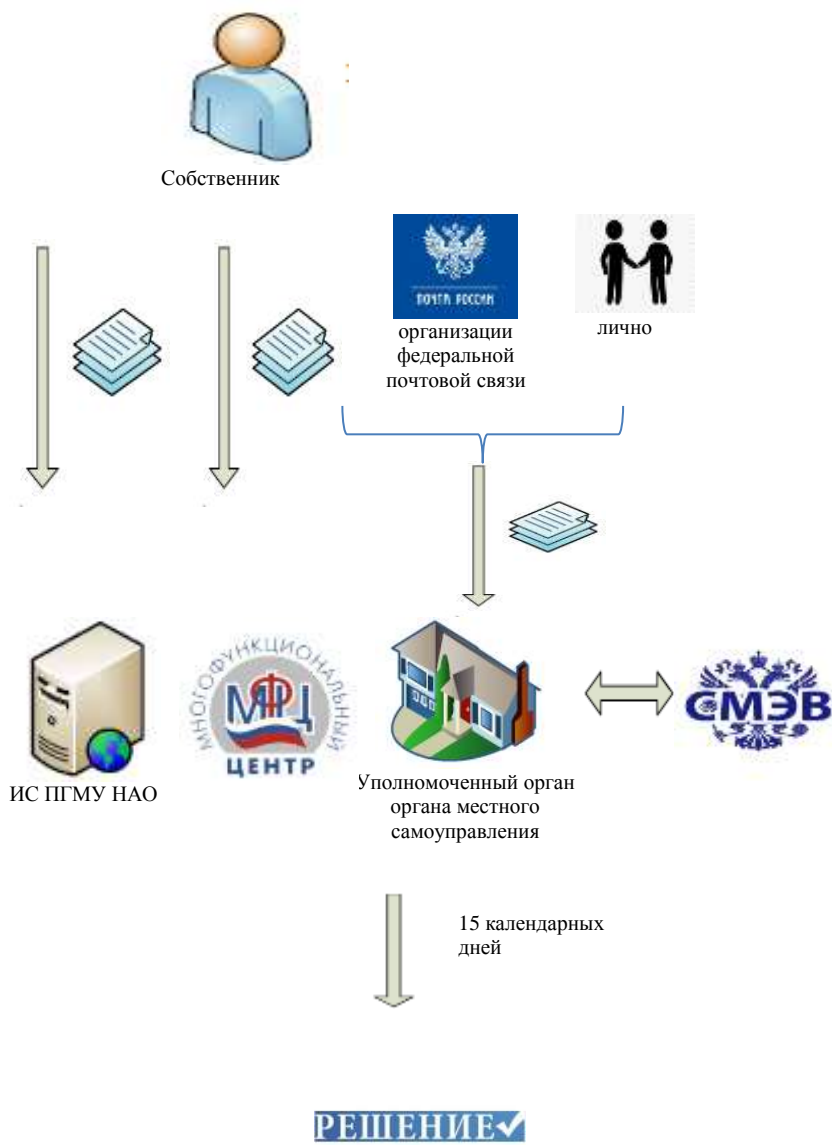 Собственник
ПОЧТА РОССИИ
организации
федеральной
почтовой связи
лично
МНОГОФУНКЦИОНАЛЬНЫЙ
МФЦ
ЦЕНТР
СМЭВ
ИС ПГМУ НАО
Уполномоченный орган
органа местного
самоуправления
15 календарных
дней
РЕШЕНИЕ